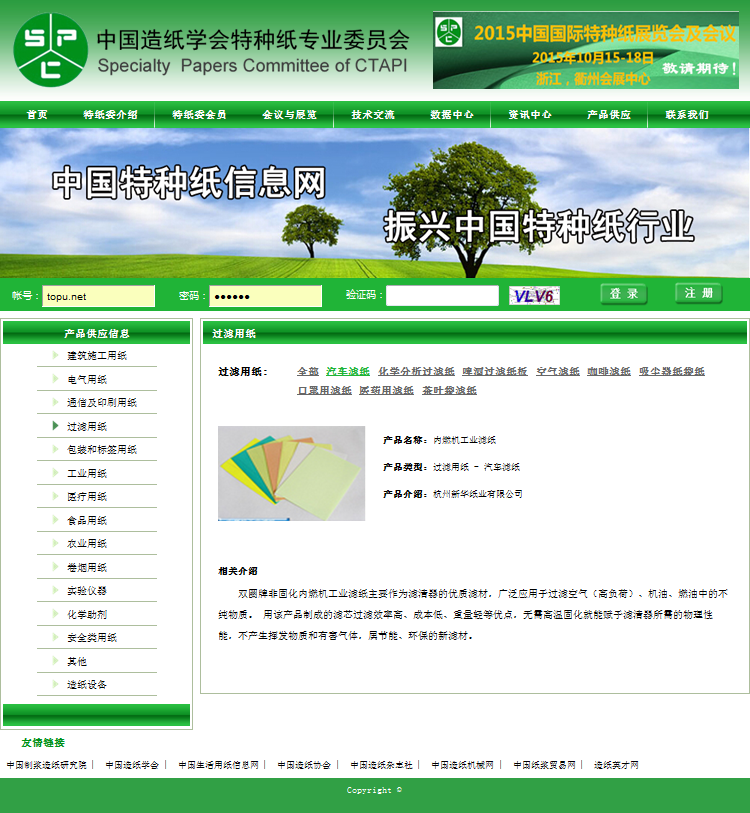 SPC
中国造纸学会特种纸专业委员会
Specialty Papers Committee of CTAPI
2015中国国际特种纸展览会及会议
2015年10月15-18日
浙江，衢州会展中心
敬请期待！
首页 特纸委介绍 特纸委会员 会议与展览 技术交流 数据中心 资讯中心 产品供应 联系我们
中国特种纸信息网
振兴中国特种纸行业
帐号： topu.net 密码： ●●●●●● 验证码： VLV6 登 录 注 册
产品供应信息
建筑施工用纸
电气用纸
通信及印刷用纸
过滤用纸
包装和标签用纸
工业用纸
医疗用纸
食品用纸
农业用纸
卷烟用纸
实验仪器
化学助剂
安全类用纸
其他
造纸设备
过滤用纸
过滤用纸： 全部 汽车滤纸 化学分析过滤纸 啤酒过滤纸板 空气滤纸 咖啡滤纸 吸尘器纸袋纸
口罩用滤纸 医药用滤纸 茶叶袋滤纸
产品名称：内燃机工业滤纸
产品类型：过滤用纸 - 汽车滤纸
产品介绍：杭州新华纸业有限公司
相关介绍
双圈牌非固化内燃机工业滤纸主要作为滤清器的优质滤材，广泛应用于过滤空气（高负荷）、机油、燃油中的不
纯物质。 用该产品制成的滤芯过滤效率高、成本低、重量轻等优点，无需高温固化就能赋予滤清器所需的物理性
能，不产生挥发物质和有害气体，属节能、环保的新滤材。
友情链接
中国制浆造纸研究院 | 中国造纸学会 | 中国生活用纸信息网 | 中国造纸协会 | 中国造纸杂志社 | 中国造纸机械网 | 中国纸浆贸易网 | 造纸英才网
Copyright ©